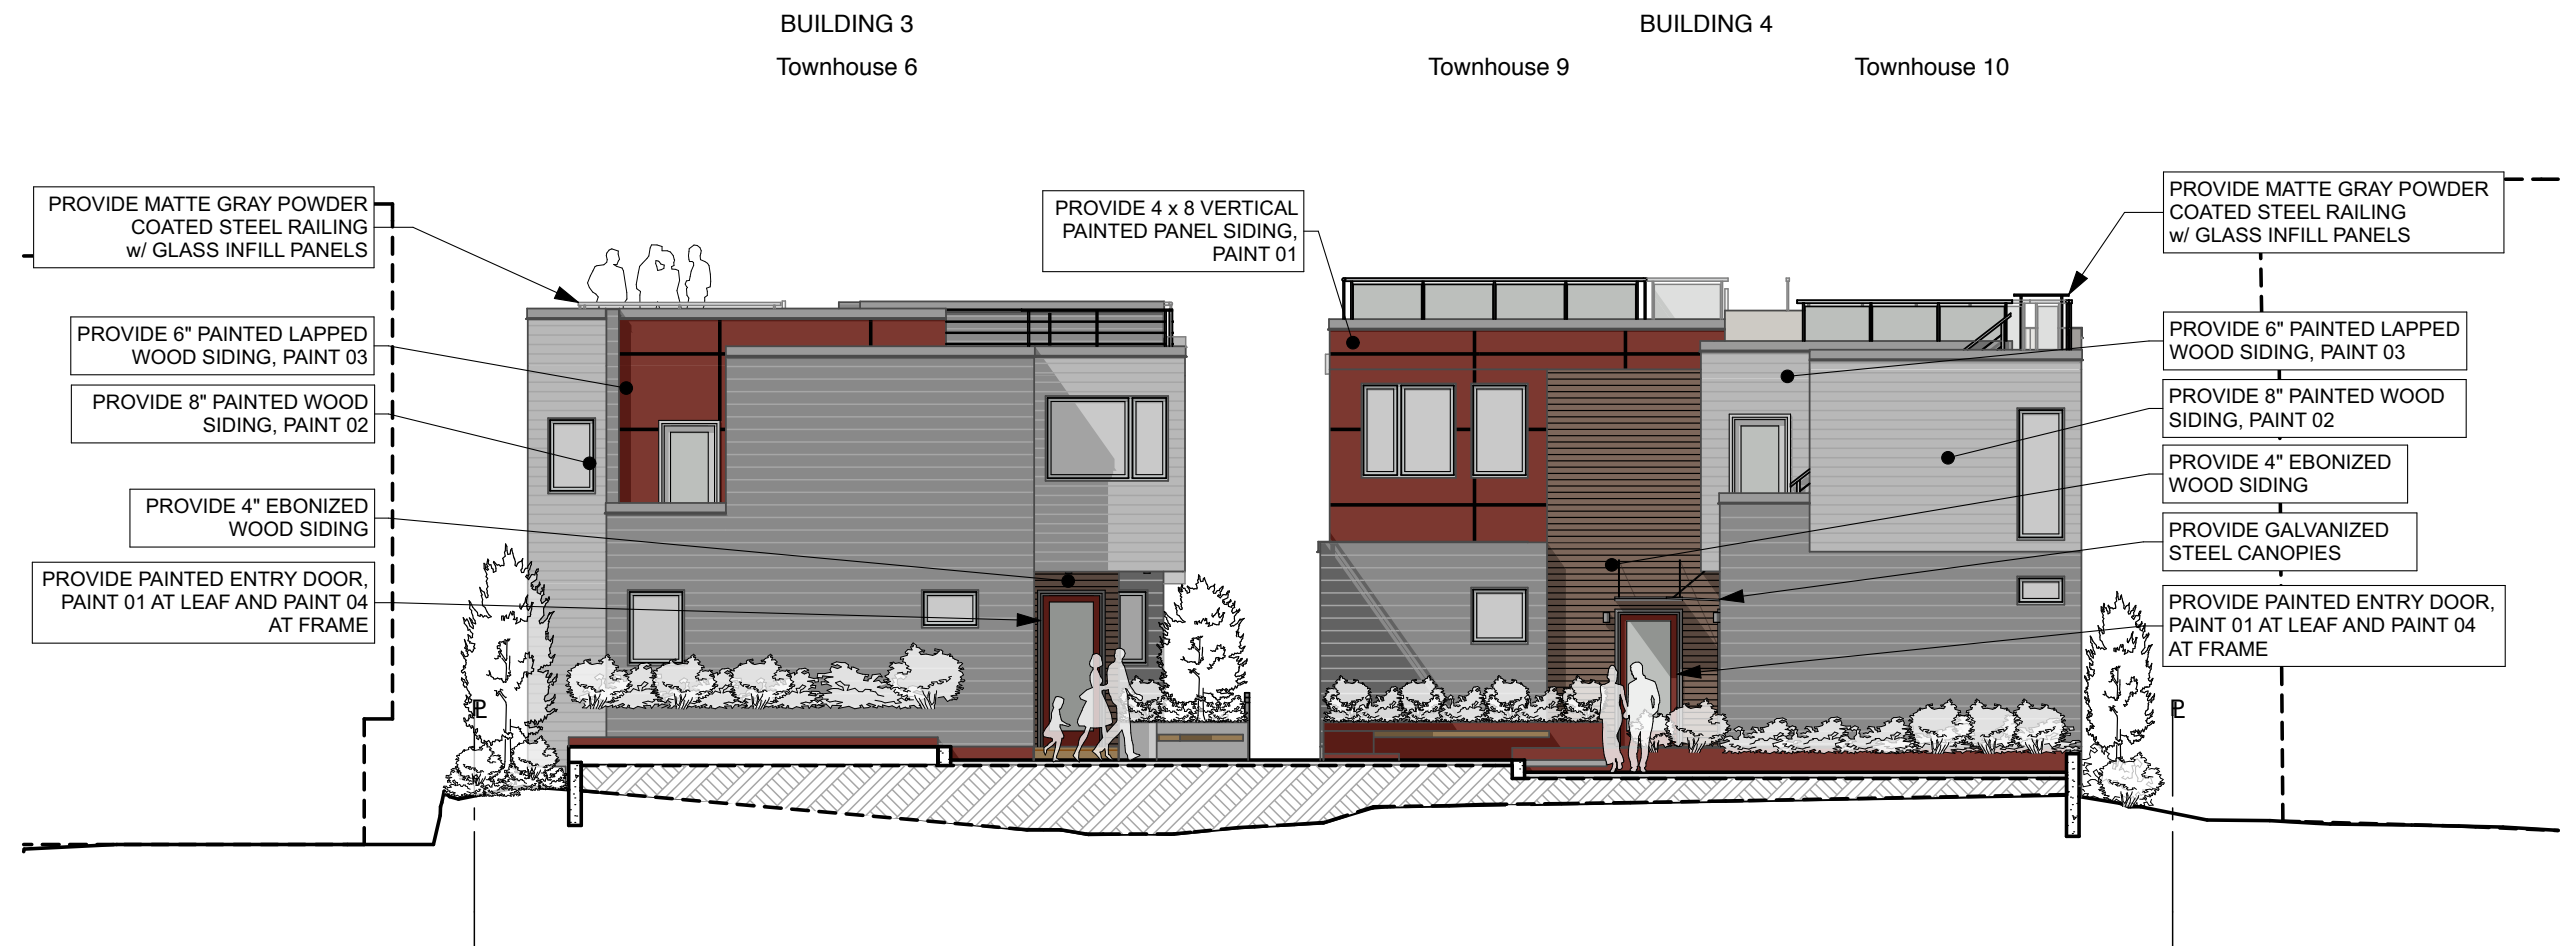 BUILDING 3
BUILDING 4
Townhouse 6
Townhouse 9
Townhouse 10
PROVIDE MATTE GRAY POWDER
COATED STEEL RAILING
w/ GLASS INFILL PANELS
PROVIDE 6" PAINTED LAPPED
WOOD SIDING, PAINT 03
PROVIDE 8" PAINTED WOOD
SIDING, PAINT 02
PROVIDE 4" EBONIZED
WOOD SIDING
PROVIDE PAINTED ENTRY DOOR,
PAINT 01 AT LEAF AND PAINT 04
AT FRAME
PROVIDE 4 x 8 VERTICAL
PAINTED PANEL SIDING,
PAINT 01
PROVIDE MATTE GRAY POWDER
COATED STEEL RAILING
w/ GLASS INFILL PANELS
PROVIDE 6" PAINTED LAPPED
WOOD SIDING, PAINT 03
PROVIDE 8" PAINTED WOOD
SIDING, PAINT 02
PROVIDE 4" EBONIZED
WOOD SIDING
PROVIDE GALVANIZED
STEEL CANOPIES
PROVIDE PAINTED ENTRY DOOR,
PAINT 01 AT LEAF AND PAINT 04
AT FRAME
PL
PL